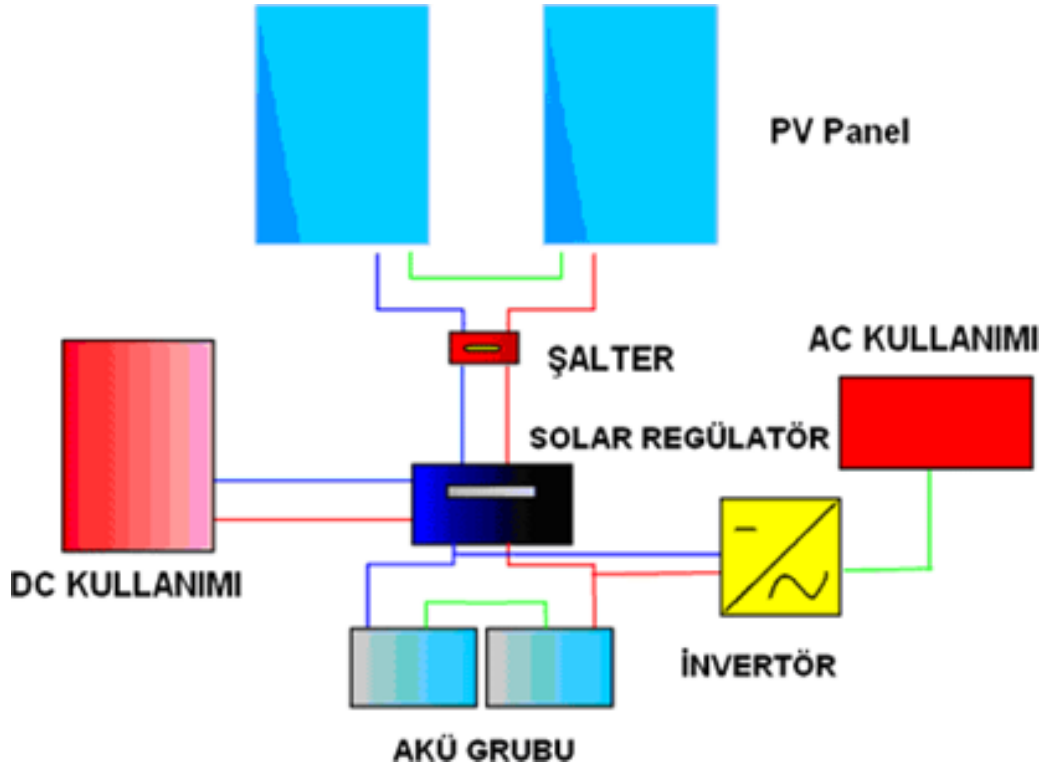 PV Panel
ŞALTER
AC KULLANIMI
SOLAR REGÜLATÖR
DC KULLANIMI
İNVERTÖR
AKÜ GRUBU